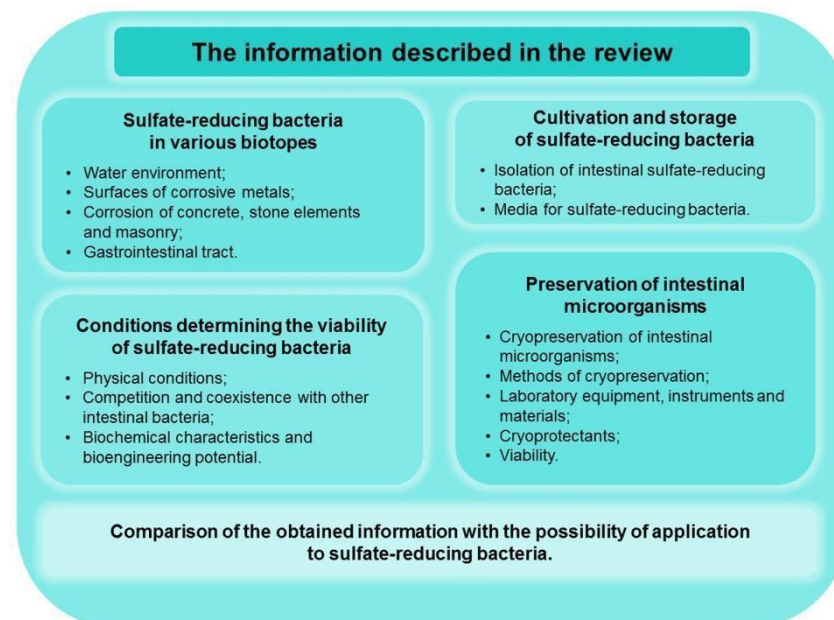 The information described in the review
Sulfate-reducing bacteria
in various biotopes
• Water environment;
• Surfaces of corrosive metals;
• Corrosion of concrete, stone elements
and masonry;
• Gastrointestinal tract.
Conditions determining the viability
of sulfate-reducing bacteria
• Physical conditions;
• Competition and coexistence with other
intestinal bacteria;
• Biochemical characteristics and
bioengineering potential.
Cultivation and storage
of sulfate-reducing bacteria
• Isolation of intestinal sulfate-reducing
bacteria;
• Media for sulfate-reducing bacteria.
Preservation of intestinal
microorganisms
• Cryopreservation of intestinal
microorganisms;
• Methods of cryopreservation;
• Laboratory equipment, instruments and
materials;
• Cryoprotectants;
• Viability.
Comparison of the obtained information with the possibility of application
to sulfate-reducing bacteria.